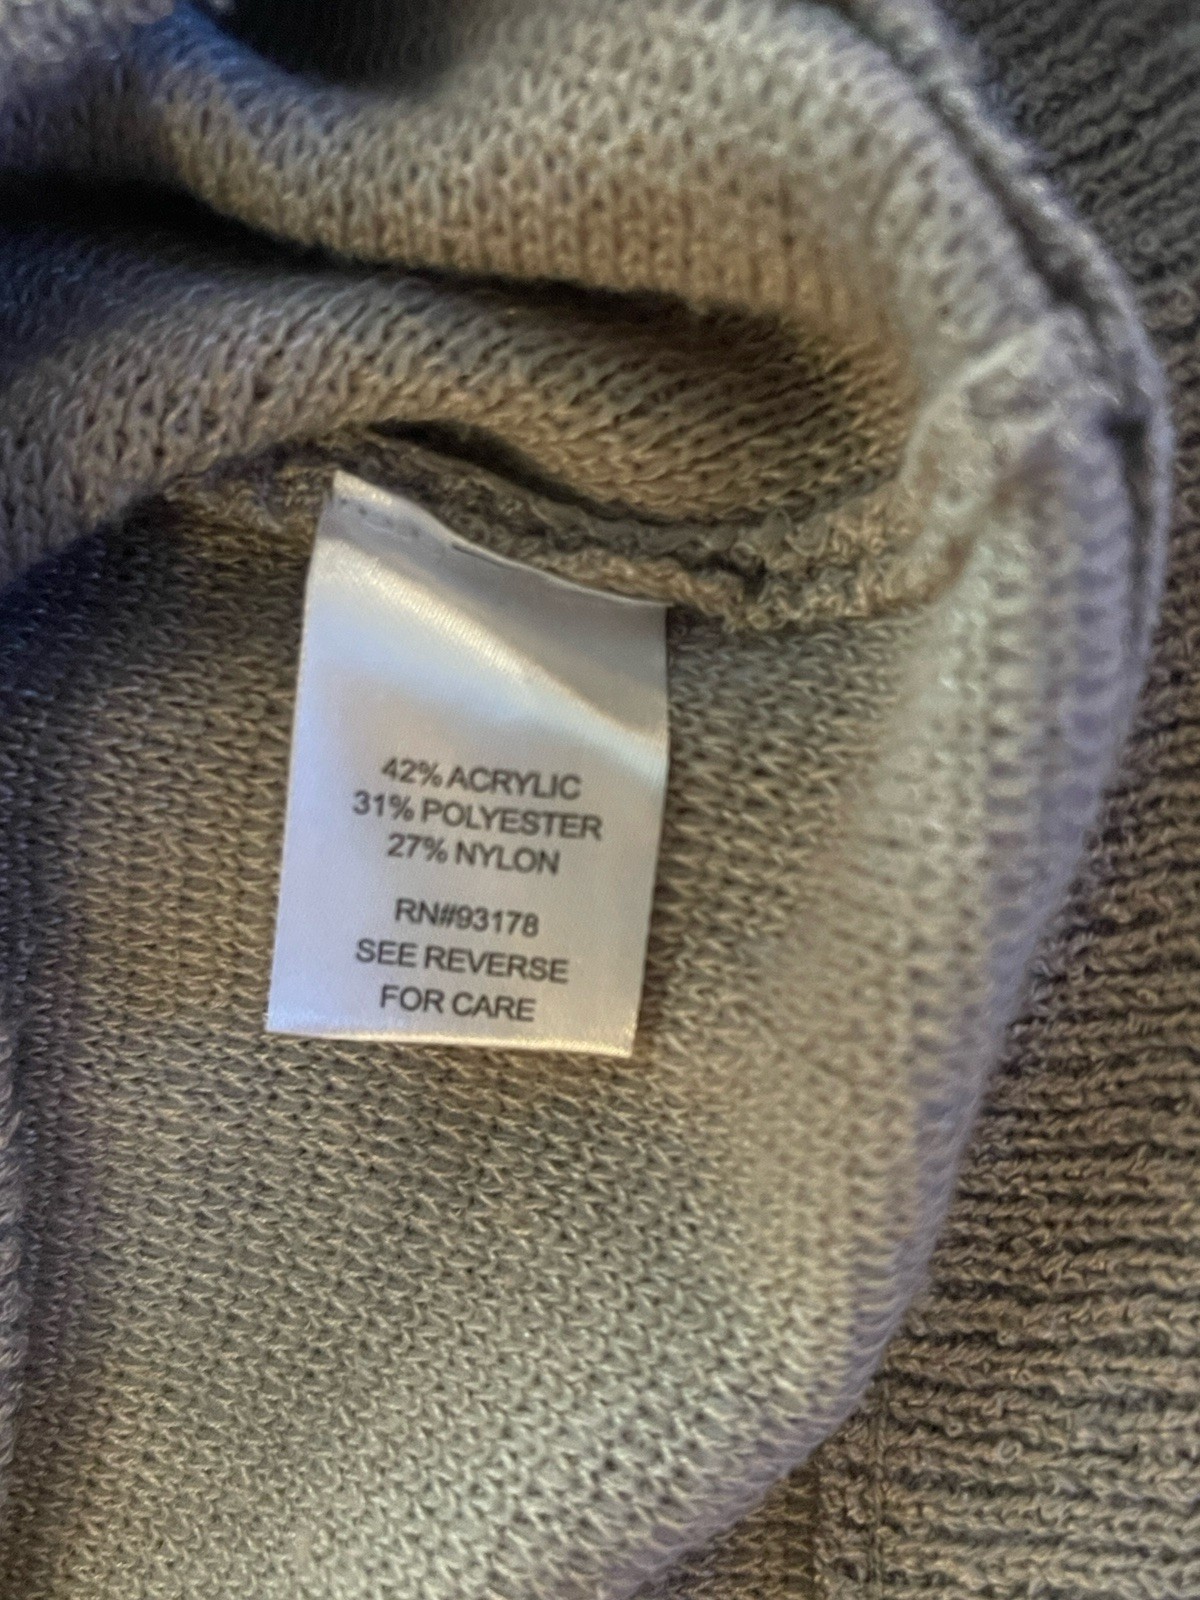 42% ACRYLIC
31% POLYESTER
27% NYLON
RN#93178
SEE REVERSE
FOR CARE